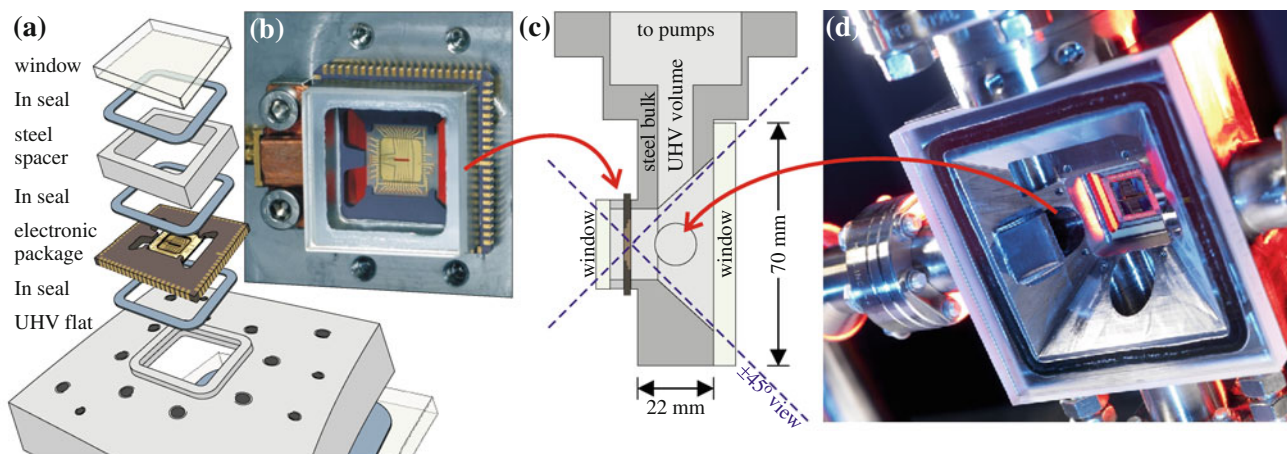 (a)
window
In seal
steel
spacer
In seal
electronic
package
In seal
UHV flat
(b)
(c)
to pumps
steel bulk
UHV volume
window
window
70 mm
22 mm
±45º view
(d)